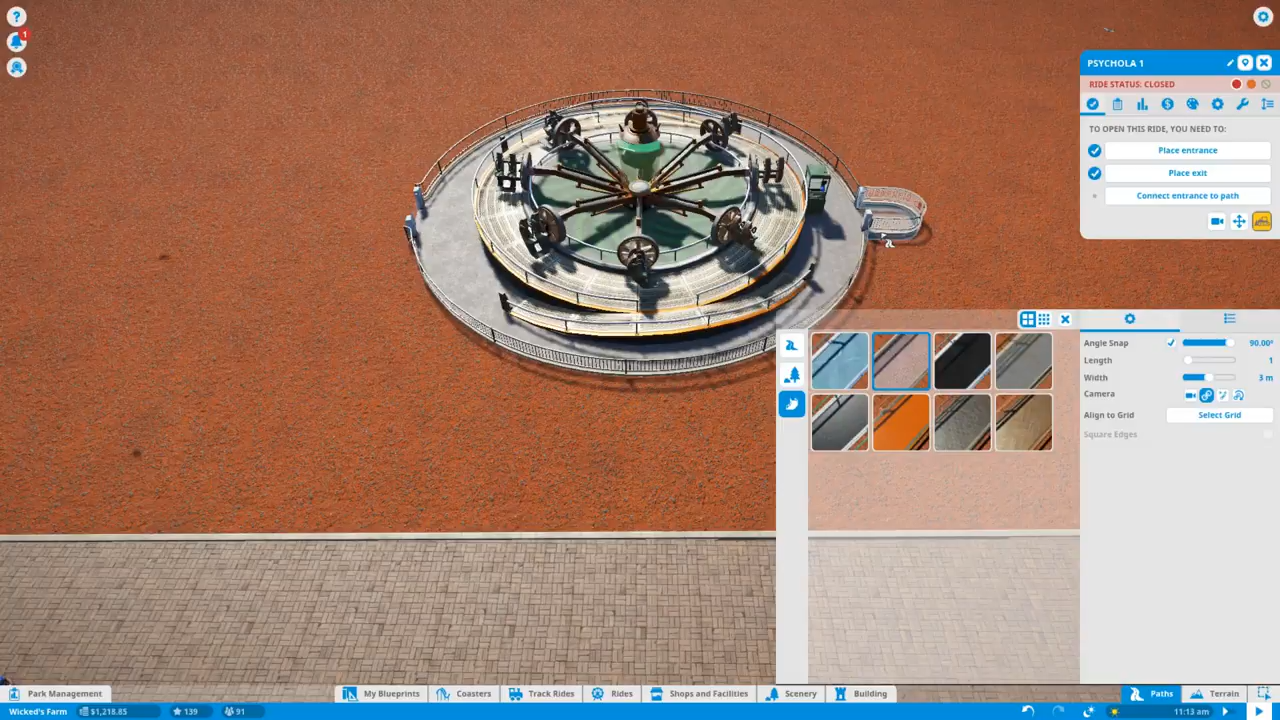 ?
1
PSYCHOLA 1
RIDE STATUS: CLOSED
TO OPEN THIS RIDE, YOU NEED TO:
Place entrance
Place exit
Connect entrance to path
Angle Snap 90.00°
Length 1
Width 3 m
Camera
Align to Grid Select Grid
Square Edges
Park Management My Blueprints Coasters Track Rides Rides Shops and Facilities Scenery Building Paths Terrain
Wicked's Farm $1,218.85 139 91 11:13 am